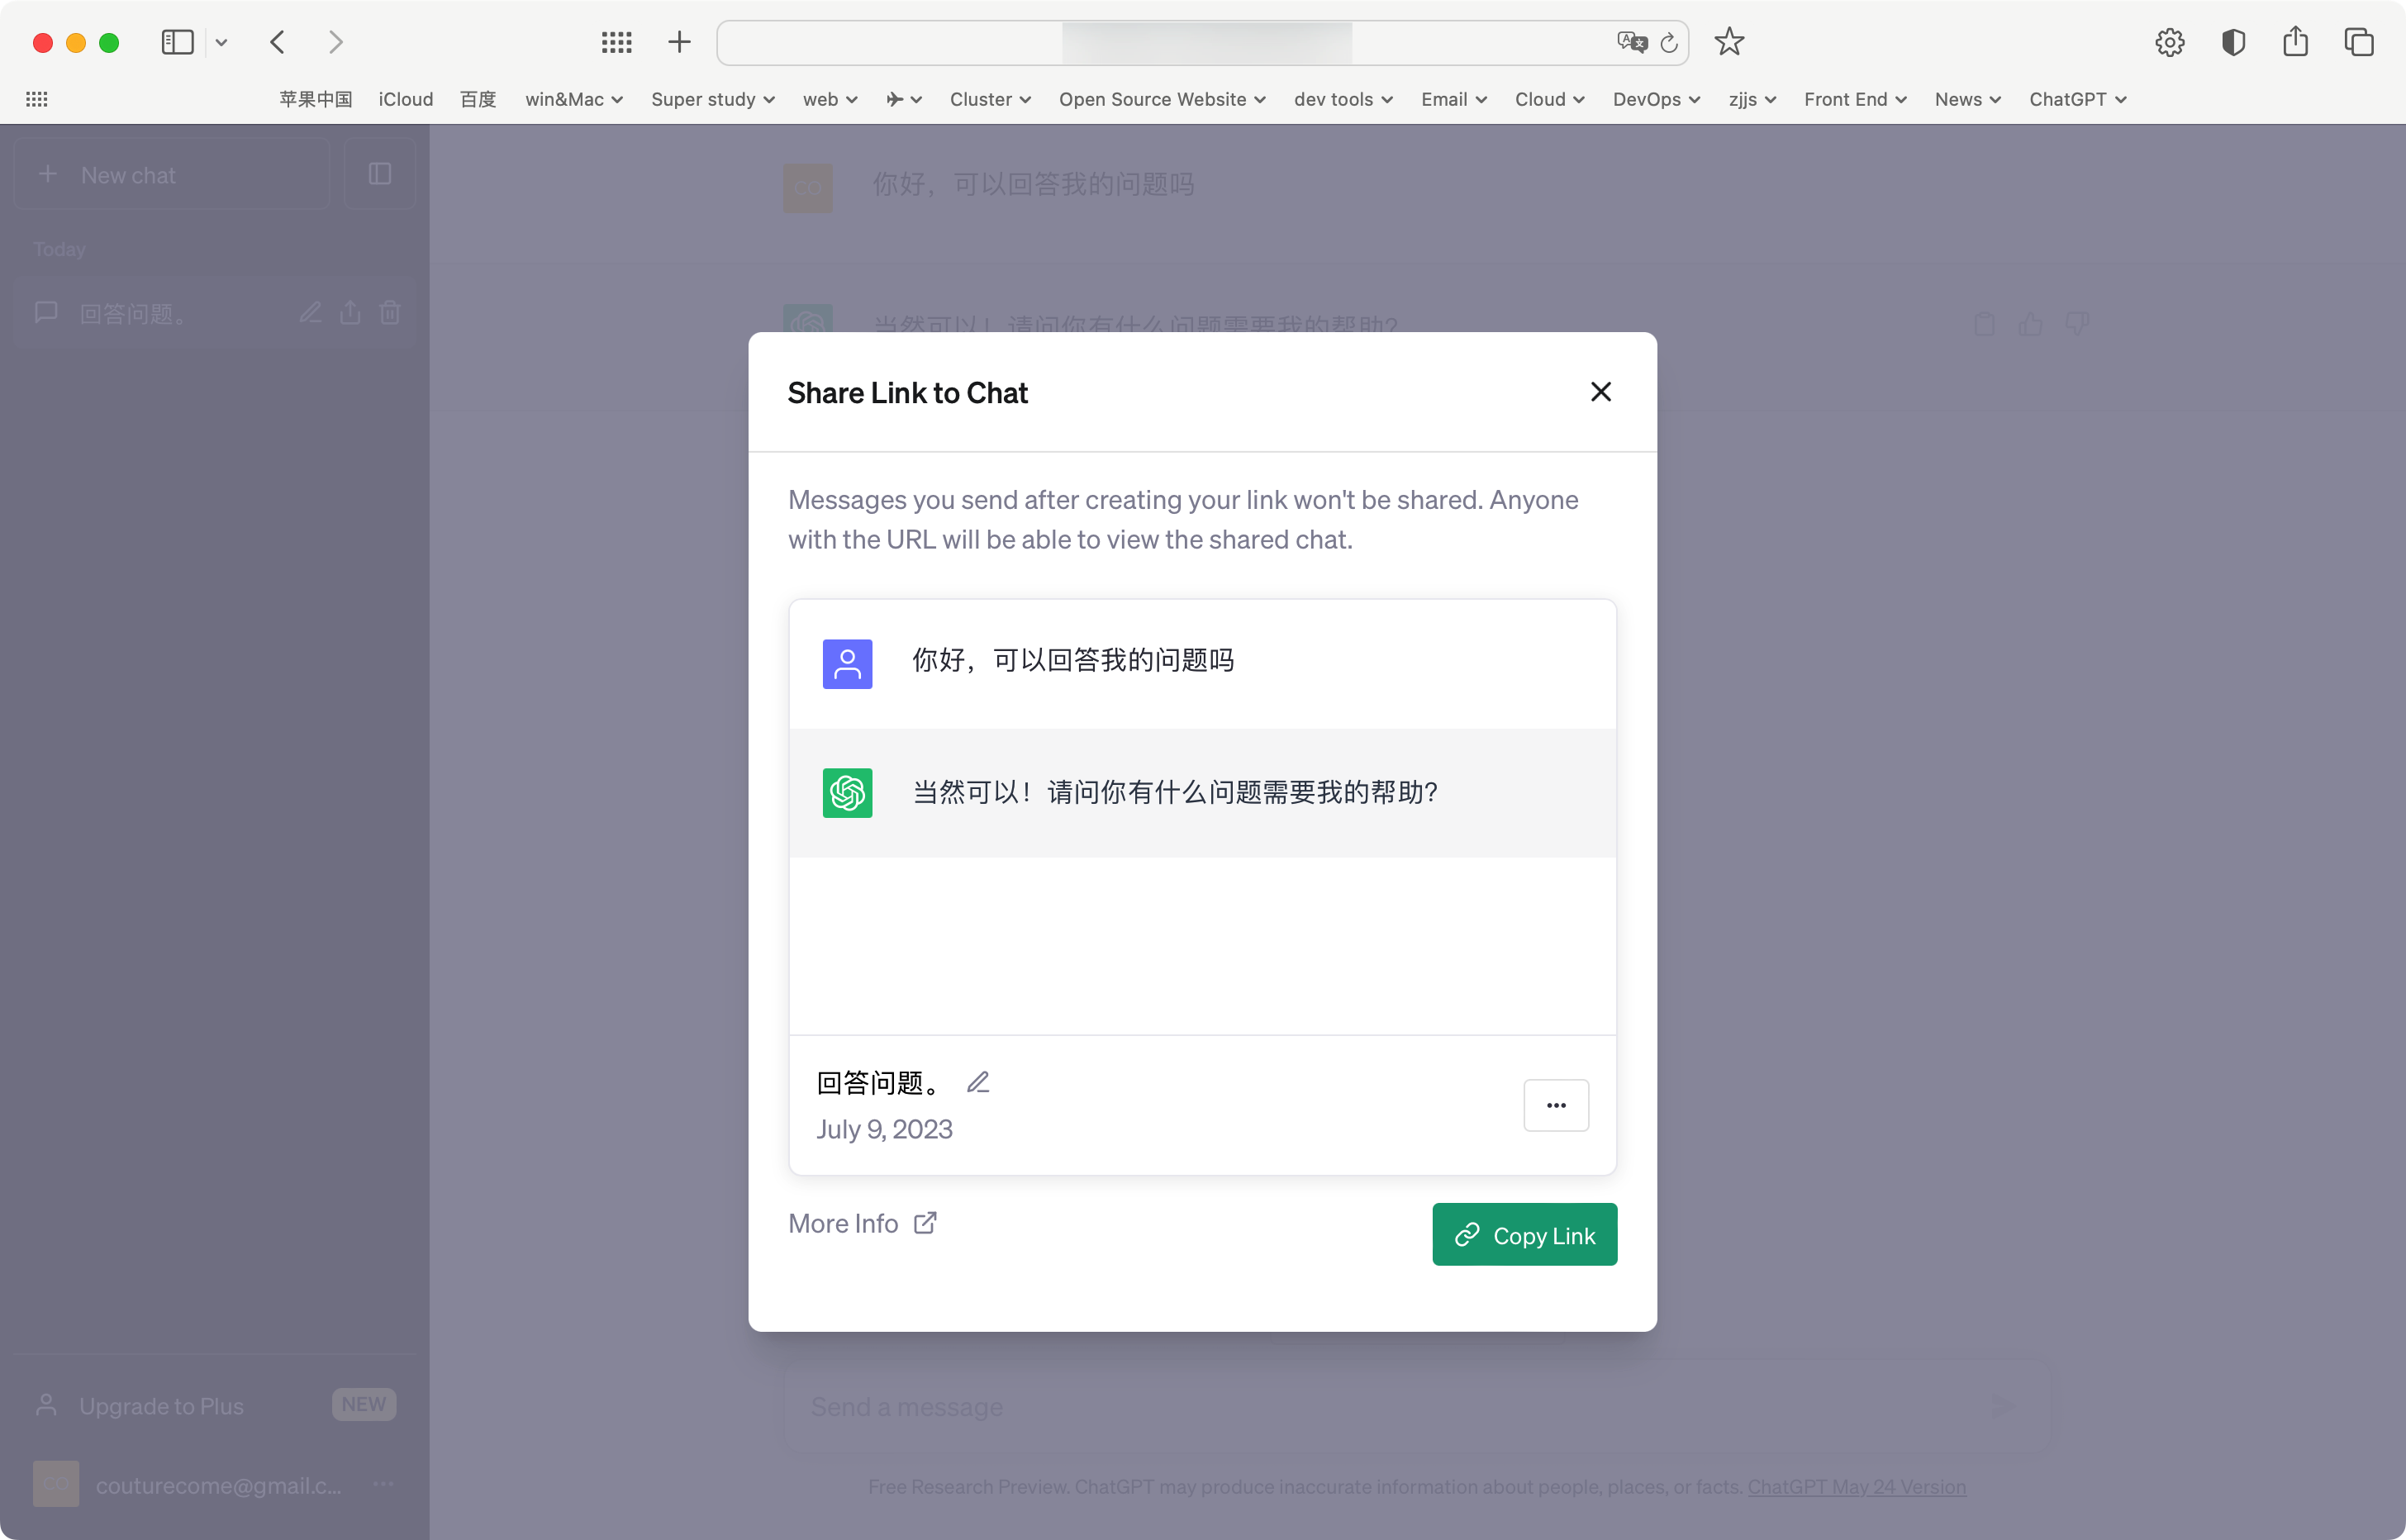 苹果中国 iCloud 百度 win&Mac Super study web Cluster Open Source Website dev tools Email Cloud DevOps zjjs Front End News ChatGPT
New chat
Today
回答问题。
CO 你好，可以回答我的问题吗
当然可以！请问你有什么问题需要我的帮助？
Share Link to Chat
Messages you send after creating your link won't be shared. Anyone
with the URL will be able to view the shared chat.
你好，可以回答我的问题吗
当然可以！请问你有什么问题需要我的帮助？
回答问题。
July 9, 2023
More Info
Copy Link
Upgrade to Plus NEW
CO couturecome@gmail.c...
Send a message
Free Research Preview. ChatGPT may produce inaccurate information about people, places, or facts. ChatGPT May 24 Version